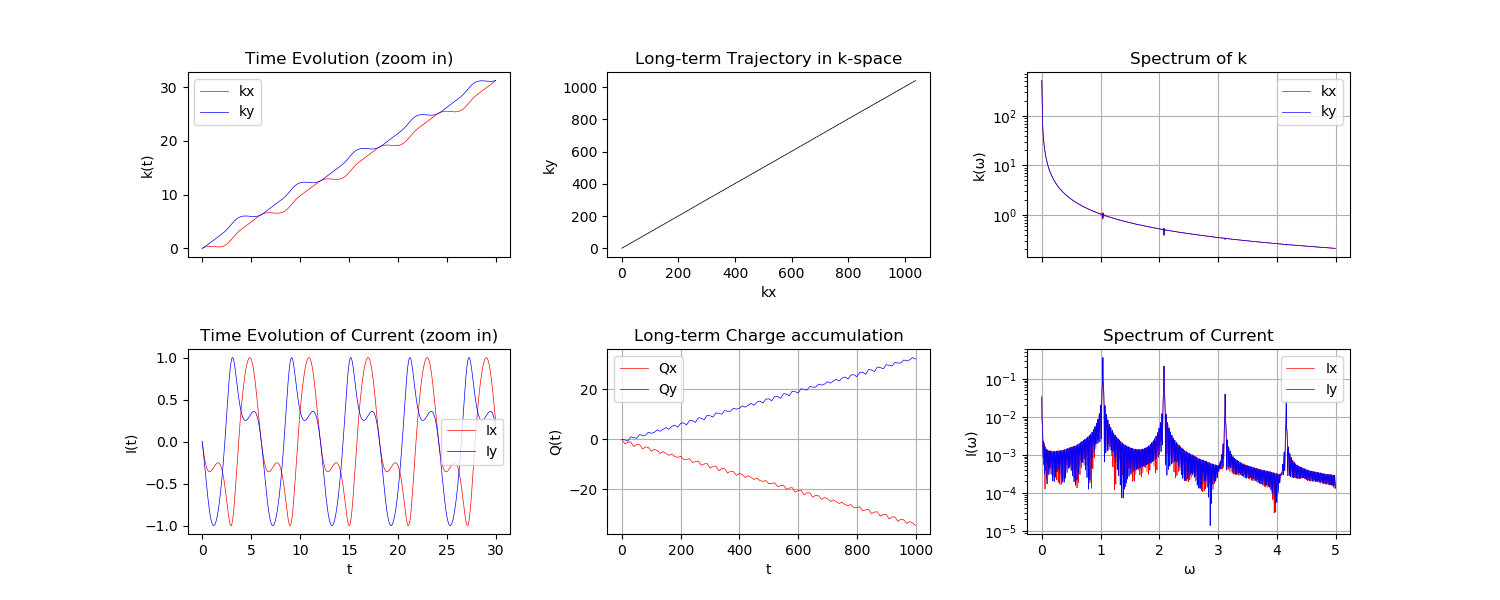 Time Evolution (zoom in)
kx
ky
30
20
10
0
k(t)
Long-term Trajectory in k-space
1000
800
600
400
200
0
ky
0 200 400 600 800 1000
kx
Spectrum of k
kx
ky
10²
10¹
10⁰
k(ω)
Time Evolution of Current (zoom in)
1.0
0.5
0.0
−0.5
−1.0
I(t)
Ix
Iy
0 5 10 15 20 25 30
t
Long-term Charge accumulation
Qx
Qy
20
0
−20
Q(t)
0 200 400 600 800 1000
t
Spectrum of Current
Ix
Iy
10⁻¹
10⁻²
10⁻³
10⁻⁴
10⁻⁵
I(ω)
0 1 2 3 4 5
ω